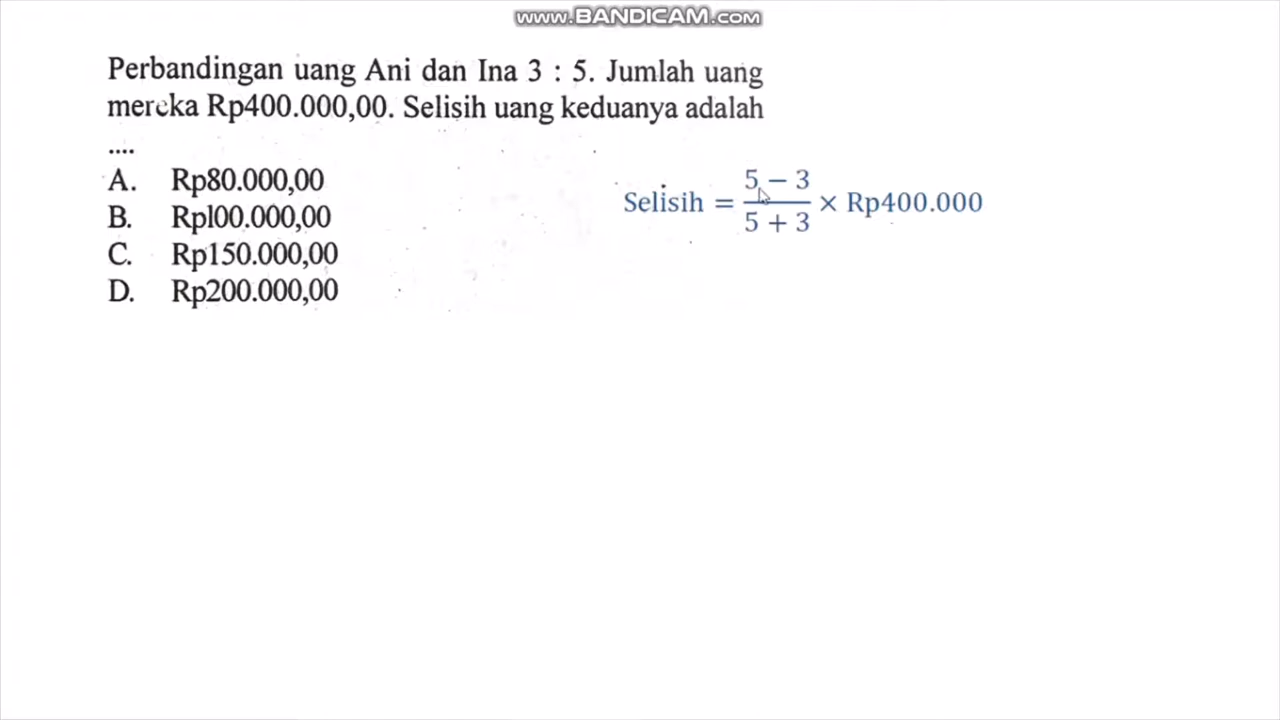 www.BANDICAM.com
Perbandingan uang Ani dan Ina 3 : 5. Jumlah uang
mereka Rp400.000,00. Selisih uang keduanya adalah
....
A. Rp80.000,00
B. Rpl00.000,00
C. Rp150.000,00
D. Rp200.000,00
Selisih = 5 − 3 / 5 + 3 × Rp400.000